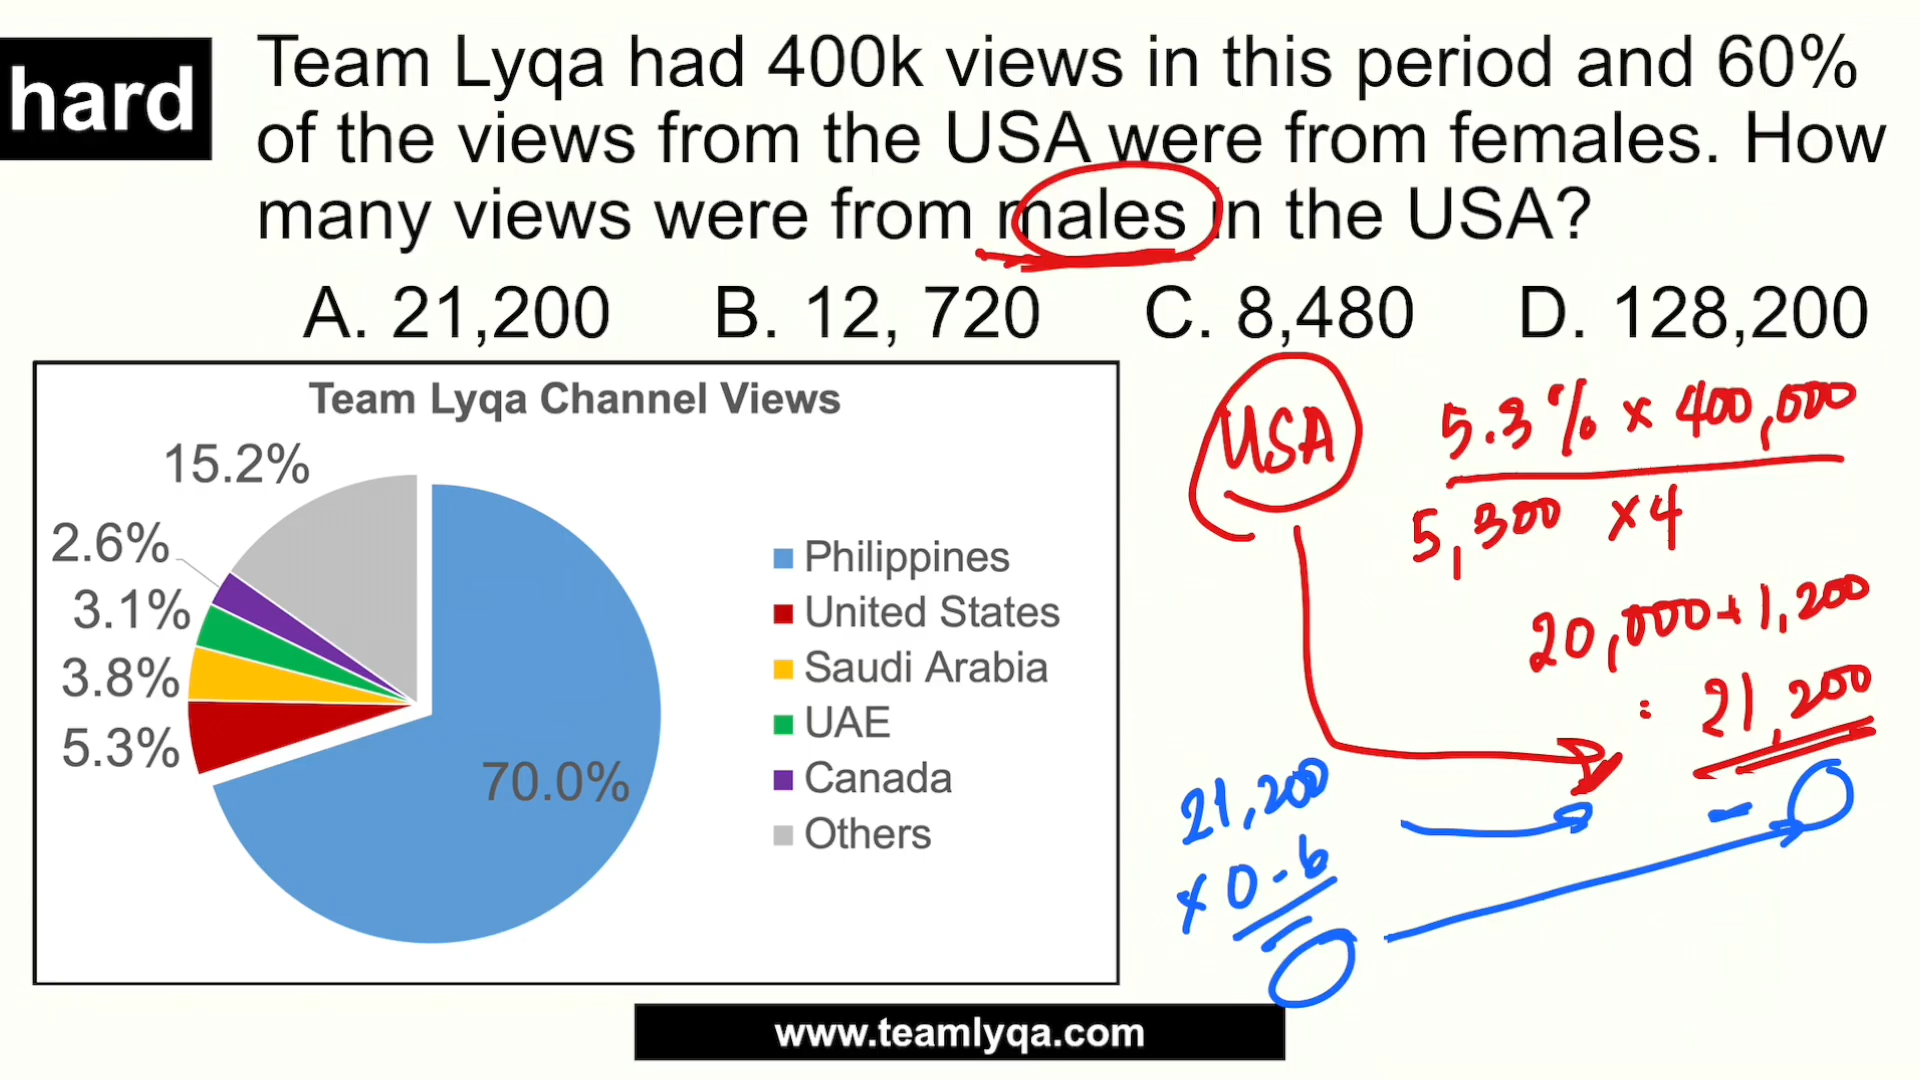 hard
Team Lyqa had 400k views in this period and 60%
of the views from the USA were from females. How
many views were from males in the USA?
A. 21,200 B. 12, 720 C. 8,480 D. 128,200
Team Lyqa Channel Views
15.2%
2.6%
3.1%
3.8%
5.3%
70.0%
Philippines
United States
Saudi Arabia
UAE
Canada
Others
USA
5.3% x 400,000
5,300 x4
20,000+1,200
= 21,200
-
21,200
x 0.6
www.teamlyqa.com